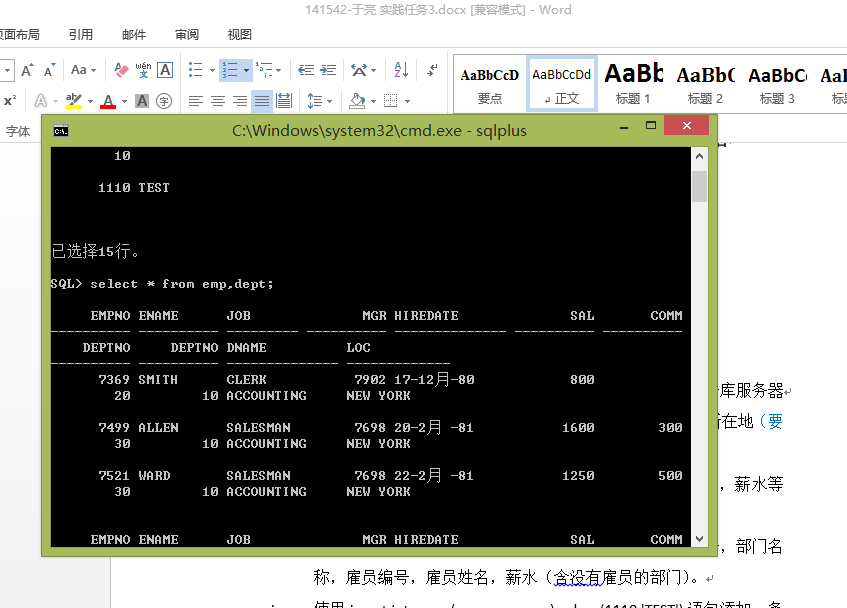 141542-于亮 实践任务3.docx [兼容模式] - Word
页面布局 引用 邮件 审阅 视图
Aa wén A
AaBbCcD AaBbCcDd AaBb AaBbC AaBbC AaB
要点 正文 标题 1 标题 2 标题 3 标
字体
C:\Windows\system32\cmd.exe - sqlplus
10
1110 TEST
已选择15行。
SQL> select * from emp,dept;
EMPNO ENAME JOB MGR HIREDATE SAL COMM
---------- ---------- --------- ---------- -------------- ---------- ----------
DEPTNO DEPTNO DNAME LOC
---------- ---------- -------------- -------------
7369 SMITH CLERK 7902 17-12月-80 800
20 10 ACCOUNTING NEW YORK
7499 ALLEN SALESMAN 7698 20-2月 -81 1600 300
30 10 ACCOUNTING NEW YORK
7521 WARD SALESMAN 7698 22-2月 -81 1250 500
30 10 ACCOUNTING NEW YORK
EMPNO ENAME JOB MGR HIREDATE SAL COMM
库服务器
所在地（要
，薪水等
，部门名
称，雇员编号，雇员姓名，薪水（含没有雇员的部门）。